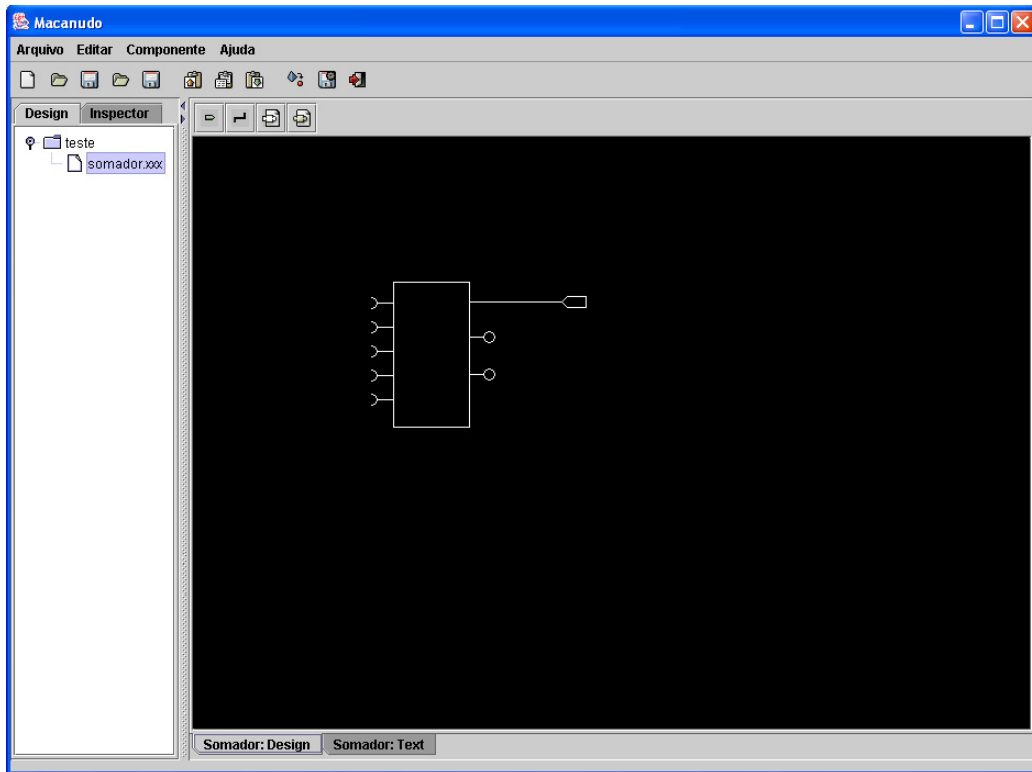 Macanudo
Arquivo Editar Componente Ajuda
Design Inspector
teste
somador.xxx
Somador: Design Somador: Text